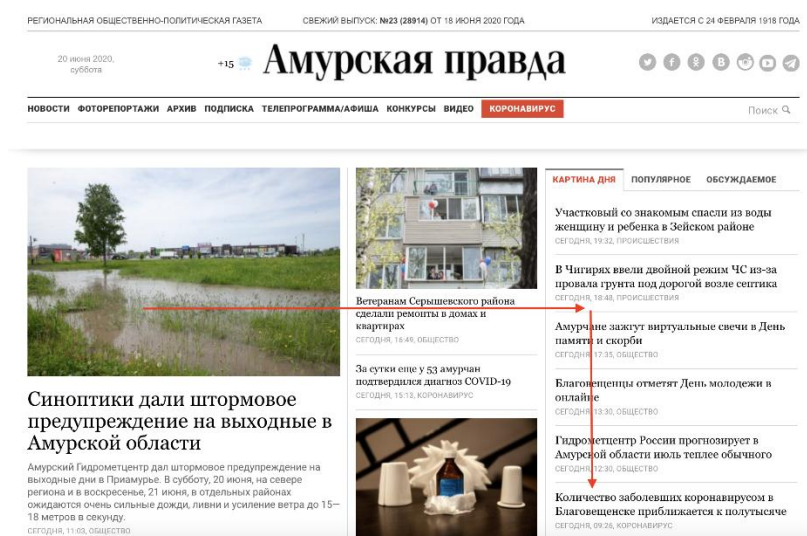 РЕГИОНАЛЬНАЯ ОБЩЕСТВЕННО-ПОЛИТИЧЕСКАЯ ГАЗЕТА
СВЕЖИЙ ВЫПУСК: №23 (28914) ОТ 18 ИЮНЯ 2020 ГОДА
ИЗДАЕТСЯ С 24 ФЕВРАЛЯ 1918 ГОДА
20 июня 2020,
суббота
+15
Амурская правда
НОВОСТИ ФОТОРЕПОРТАЖИ АРХИВ ПОДПИСКА ТЕЛЕПРОГРАММА/АФИША КОНКУРСЫ ВИДЕО КОРОНАВИРУС
Поиск
Синоптики дали штормовое
предупреждение на выходные в
Амурской области
Амурский Гидрометцентр дал штормовое предупреждение на
выходные дни в Приамурье. В субботу, 20 июня, на севере
региона и в воскресенье, 21 июня, в отдельных районах
ожидаются очень сильные дожди, ливни и усиление ветра до 15—
18 метров в секунду.
СЕГОДНЯ, 11:03, ОБЩЕСТВО
Ветеранам Серышевского района
сделали ремонты в домах и
квартирах
СЕГОДНЯ, 16:49, ОБЩЕСТВО
За сутки еще у 53 амурчан
подтвердился диагноз COVID-19
СЕГОДНЯ, 15:13, КОРОНАВИРУС
КАРТИНА ДНЯ ПОПУЛЯРНОЕ ОБСУЖДАЕМОЕ
Участковый со знакомым спасли из воды
женщину и ребенка в Зейском районе
СЕГОДНЯ, 19:32, ПРОИСШЕСТВИЯ
В Чигирях ввели двойной режим ЧС из-за
провала грунта под дорогой возле септика
СЕГОДНЯ, 18:48, ПРОИСШЕСТВИЯ
Амурчане зажгут виртуальные свечи в День
памяти и скорби
СЕГОДНЯ, 17:35, ОБЩЕСТВО
Благовещенцы отметят День молодежи в
онлайне
СЕГОДНЯ, 13:30, ОБЩЕСТВО
Гидрометцентр России прогнозирует в
Амурской области июль теплее обычного
СЕГОДНЯ, 12:30, ОБЩЕСТВО
Количество заболевших коронавирусом в
Благовещенске приближается к полутысяче
СЕГОДНЯ, 09:26, КОРОНАВИРУС